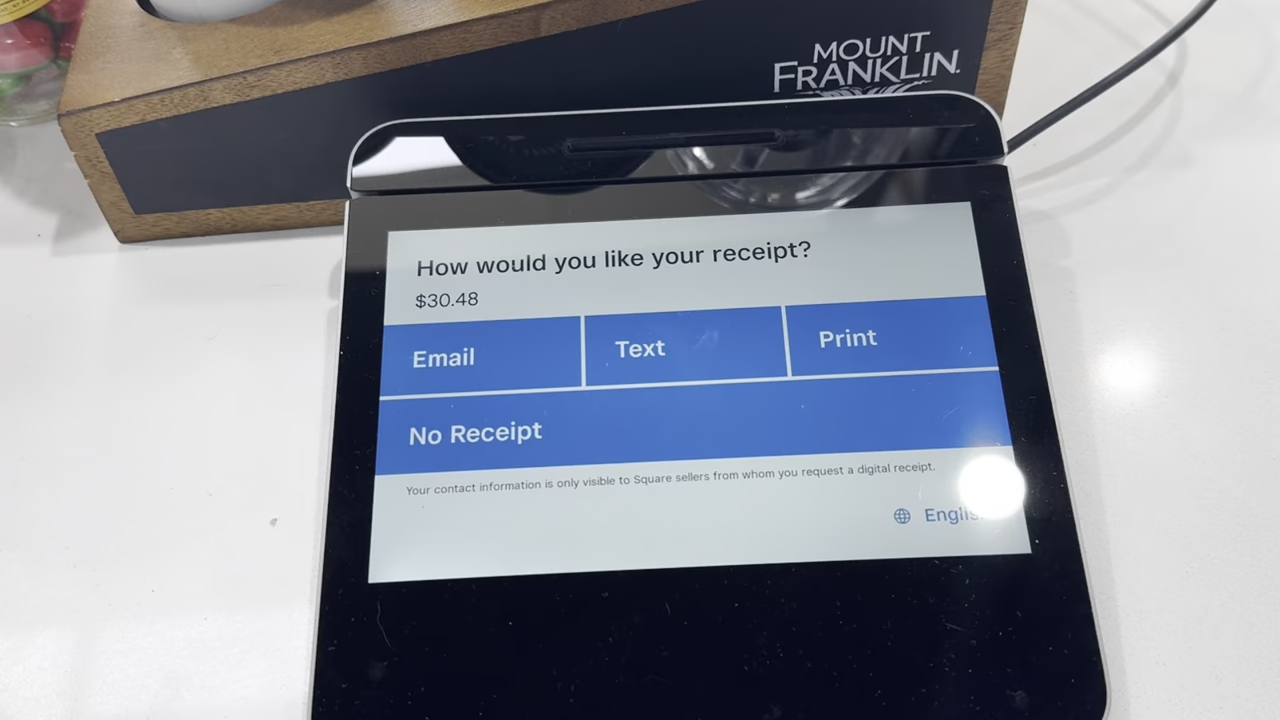 MOUNT
FRANKLIN.
How would you like your receipt?
$30.48
Email
Text
Print
No Receipt
Your contact information is only visible to Square sellers from whom you request a digital receipt.